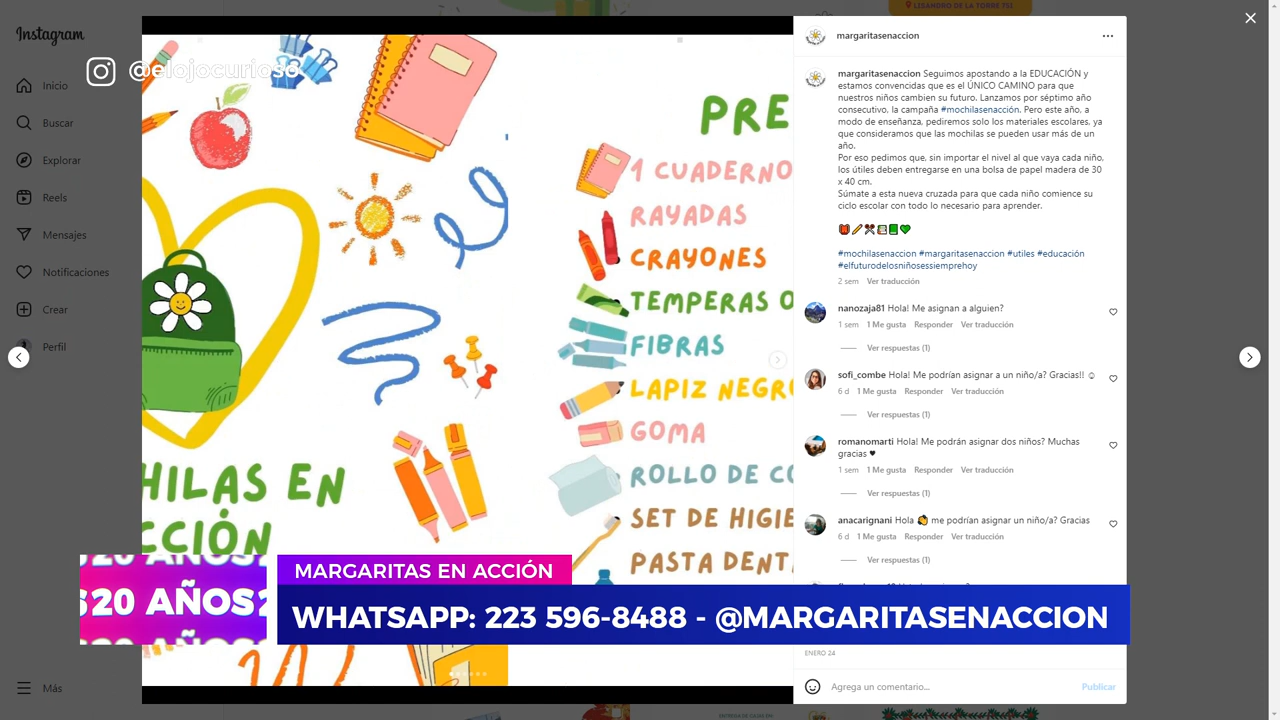 LISANDRO DE LA TORRE 751
Instagram
@elojocurioso
Inicio
Buscar
Explorar
Reels
Mensajes
Notificaciones
Crear
Perfil
Más
HILAS EN
CCIÓN
PRE
1 CUADERNO
RAYADAS
CRAYONES
TEMPERAS O
FIBRAS
LAPIZ NEGRO
GOMA
ROLLO DE CO
SET DE HIGIE
PASTA DENT
margaritasenaccion
margaritasenaccion Seguimos apostando a la EDUCACIÓN y
estamos convencidas que es el ÚNICO CAMINO para que
nuestros niños cambien su futuro. Lanzamos por séptimo año
consecutivo, la campaña #mochilasenacción. Pero este año, a
modo de enseñanza, pediremos solo los materiales escolares, ya
que consideramos que las mochilas se pueden usar más de un
año.
Por eso pedimos que, sin importar el nivel al que vaya cada niño,
los útiles deben entregarse en una bolsa de papel madera de 30
x 40 cm.
Súmate a esta nueva cruzada para que cada niño comience su
ciclo escolar con todo lo necesario para aprender.
#mochilasenaccion #margaritasenaccion #utiles #educación
#elfuturodelosniñosessiemprehoy
2 sem Ver traducción
nanozaja81 Hola! Me asignan a alguien?
1 sem 1 Me gusta Responder Ver traducción
Ver respuestas (1)
sofi_combe Hola! Me podrían asignar a un niño/a? Gracias!! ☺
6 d 1 Me gusta Responder Ver traducción
Ver respuestas (1)
romanomarti Hola! Me podrán asignar dos niños? Muchas
gracias ♥
1 sem 1 Me gusta Responder Ver traducción
Ver respuestas (1)
anacarignani Hola 👏 me podrían asignar un niño/a? Gracias
6 d 1 Me gusta Responder Ver traducción
Ver respuestas (1)
ENERO 24
Agrega un comentario...
Publicar
20 AÑOS
MARGARITAS EN ACCIÓN
WHATSAPP: 223 596-8488 - @MARGARITASENACCION